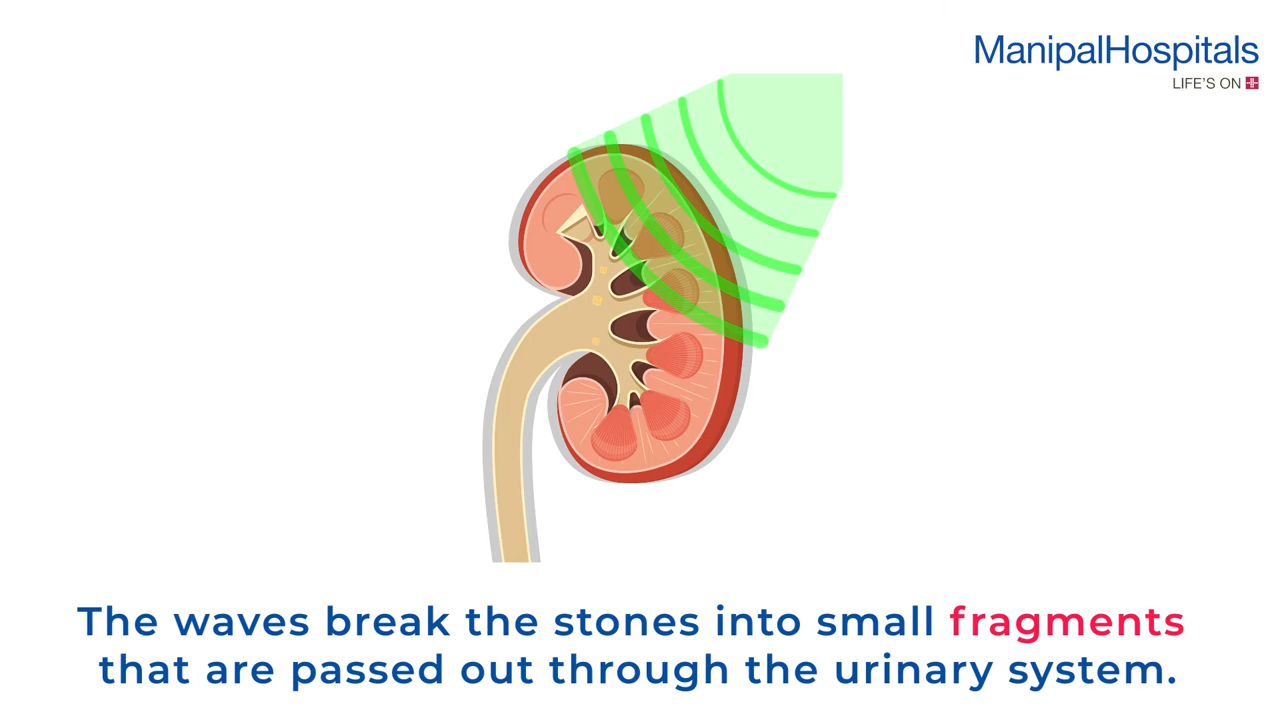 ManipalHospitals
LIFE'S ON
The waves break the stones into small fragments
that are passed out through the urinary system.